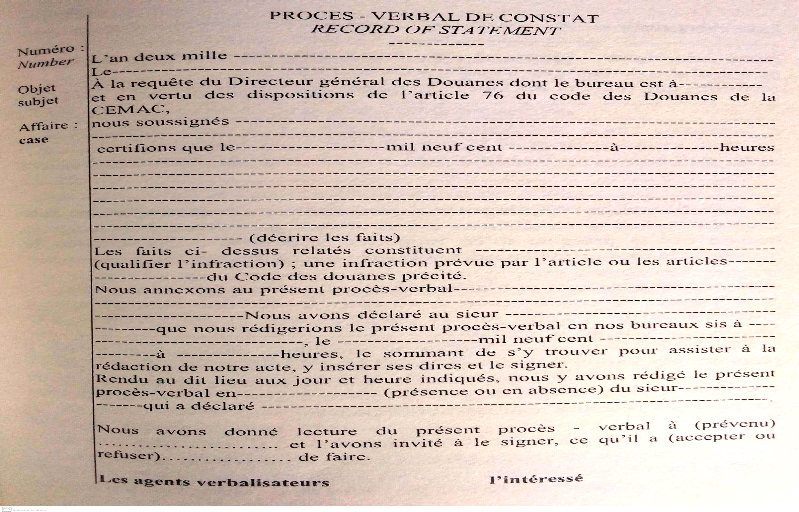 PROCES - VERBAL DE CONSTAT
RECORD OF STATEMENT
------------
Numéro :
Number
Objet
subjet
Affaire :
case
L'an deux mille ------------------------------
Le------------------------------
À la requête du Directeur général des Douanes dont le bureau est à------------
et en vertu des dispositions de l'article 76 du code des Douanes de la
CEMAC,
nous soussignés ------------------------------
certifions que le--------------------mil neuf cent --------------à-------------heures
-------------------- (décrire les faits)
Les faits ci- dessus relatés constituent ------------------------------
(qualifier l'infraction) ; une infraction prévue par l'article ou les articles-------
-------------------du Code des douanes précité.
Nous annexons au présent procès-verbal------------------------------
--------------------Nous avons déclaré au sieur ------------------------------
---------que nous rédigerions le présent procès-verbal en nos bureaux sis à ----
----------------------------, le --------------------mil neuf cent --------------------
---------à ---------------heures, le sommant de s'y trouver pour assister à la
rédaction de notre acte, y insérer ses dires et le signer.
Rendu au dit lieu aux jour et heure indiqués, nous y avons rédigé le présent
procès-verbal en------------------- (présence ou en absence) du sieur-------------
-------qui a déclaré ------------------------------.
Nous avons donné lecture du présent procès - verbal à (prévenu)
.......................... et l'avons invité à le signer, ce qu'il a (accepter ou
refuser)................... de faire.
Les agents verbalisateurs
l'intéressé